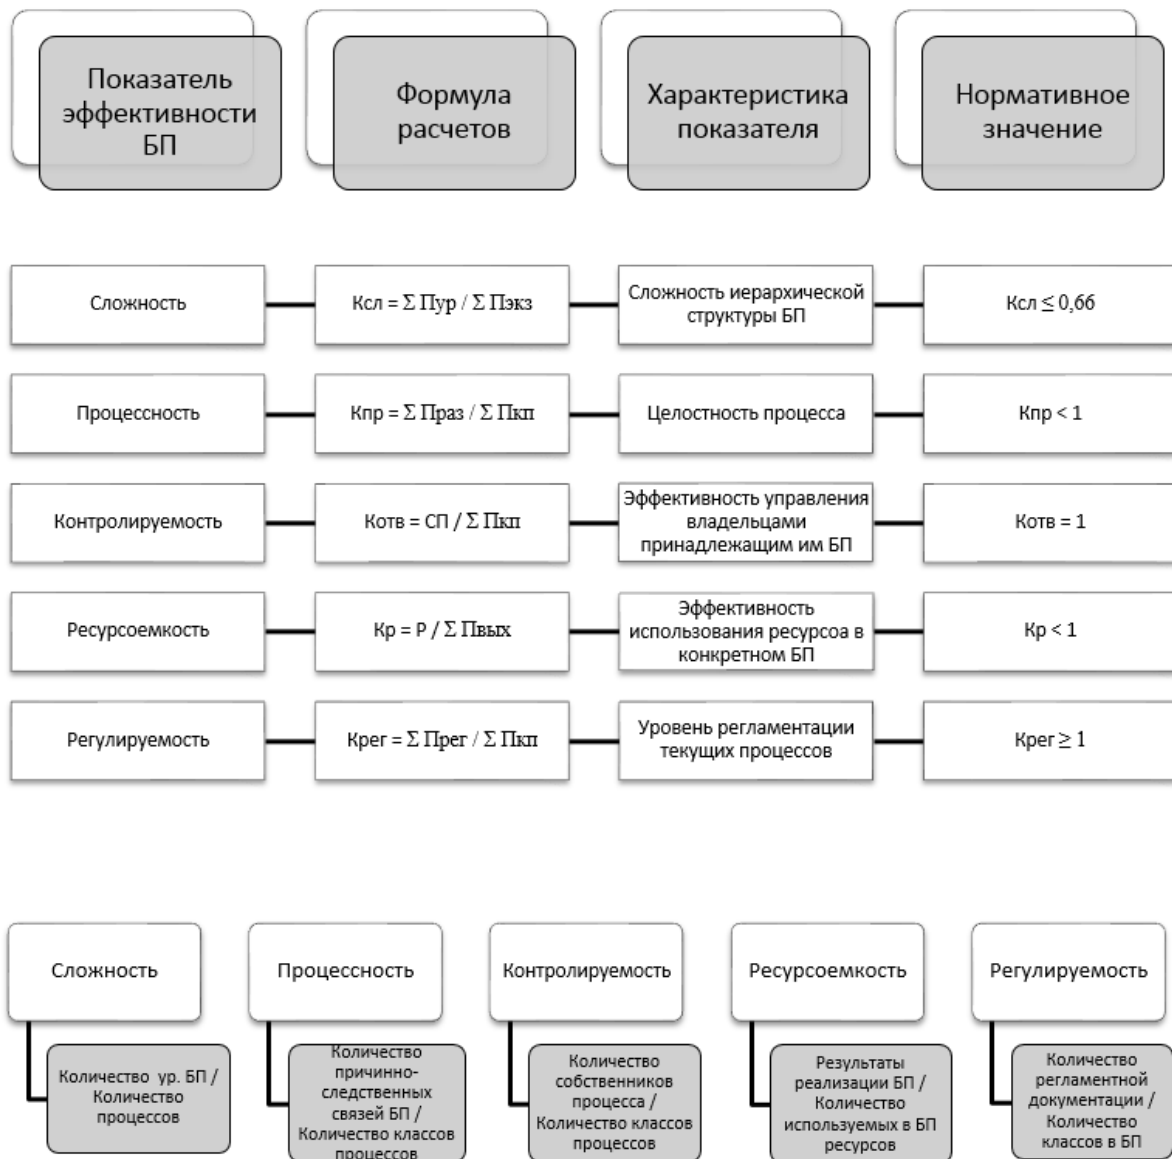 Показатель
эффективности
БП
Формула
расчетов
Характеристика
показателя
Нормативное
значение
Сложность
Ксл = Σ Пур / Σ Пэкз
Сложность иерархической
структуры БП
Ксл ≤ 0,66
Процессность
Кпр = Σ Праз / Σ Пкп
Целостность процесса
Кпр < 1
Контролируемость
Котв = СП / Σ Пкп
Эффективность управления
владельцами
принадлежащим им БП
Котв = 1
Ресурсоемкость
Кр = Р / Σ Пвых
Эффективность
использования ресурсоа в
конкретном БП
Кр < 1
Регулируемость
Крег = Σ Прег / Σ Пкп
Уровень регламентации
текущих процессов
Крег ≥ 1
Сложность
Количество ур. БП /
Количество
процессов
Процессность
Количество
причинно-
следственных
связей БП /
Количество классов
процессов
Контролируемость
Количество
собственников
процесса /
Количество классов
процессов
Ресурсоемкость
Результаты
реализации БП /
Количество
используемых в БП
ресурсов
Регулируемость
Количество
регламентной
документации /
Количество
классов в БП